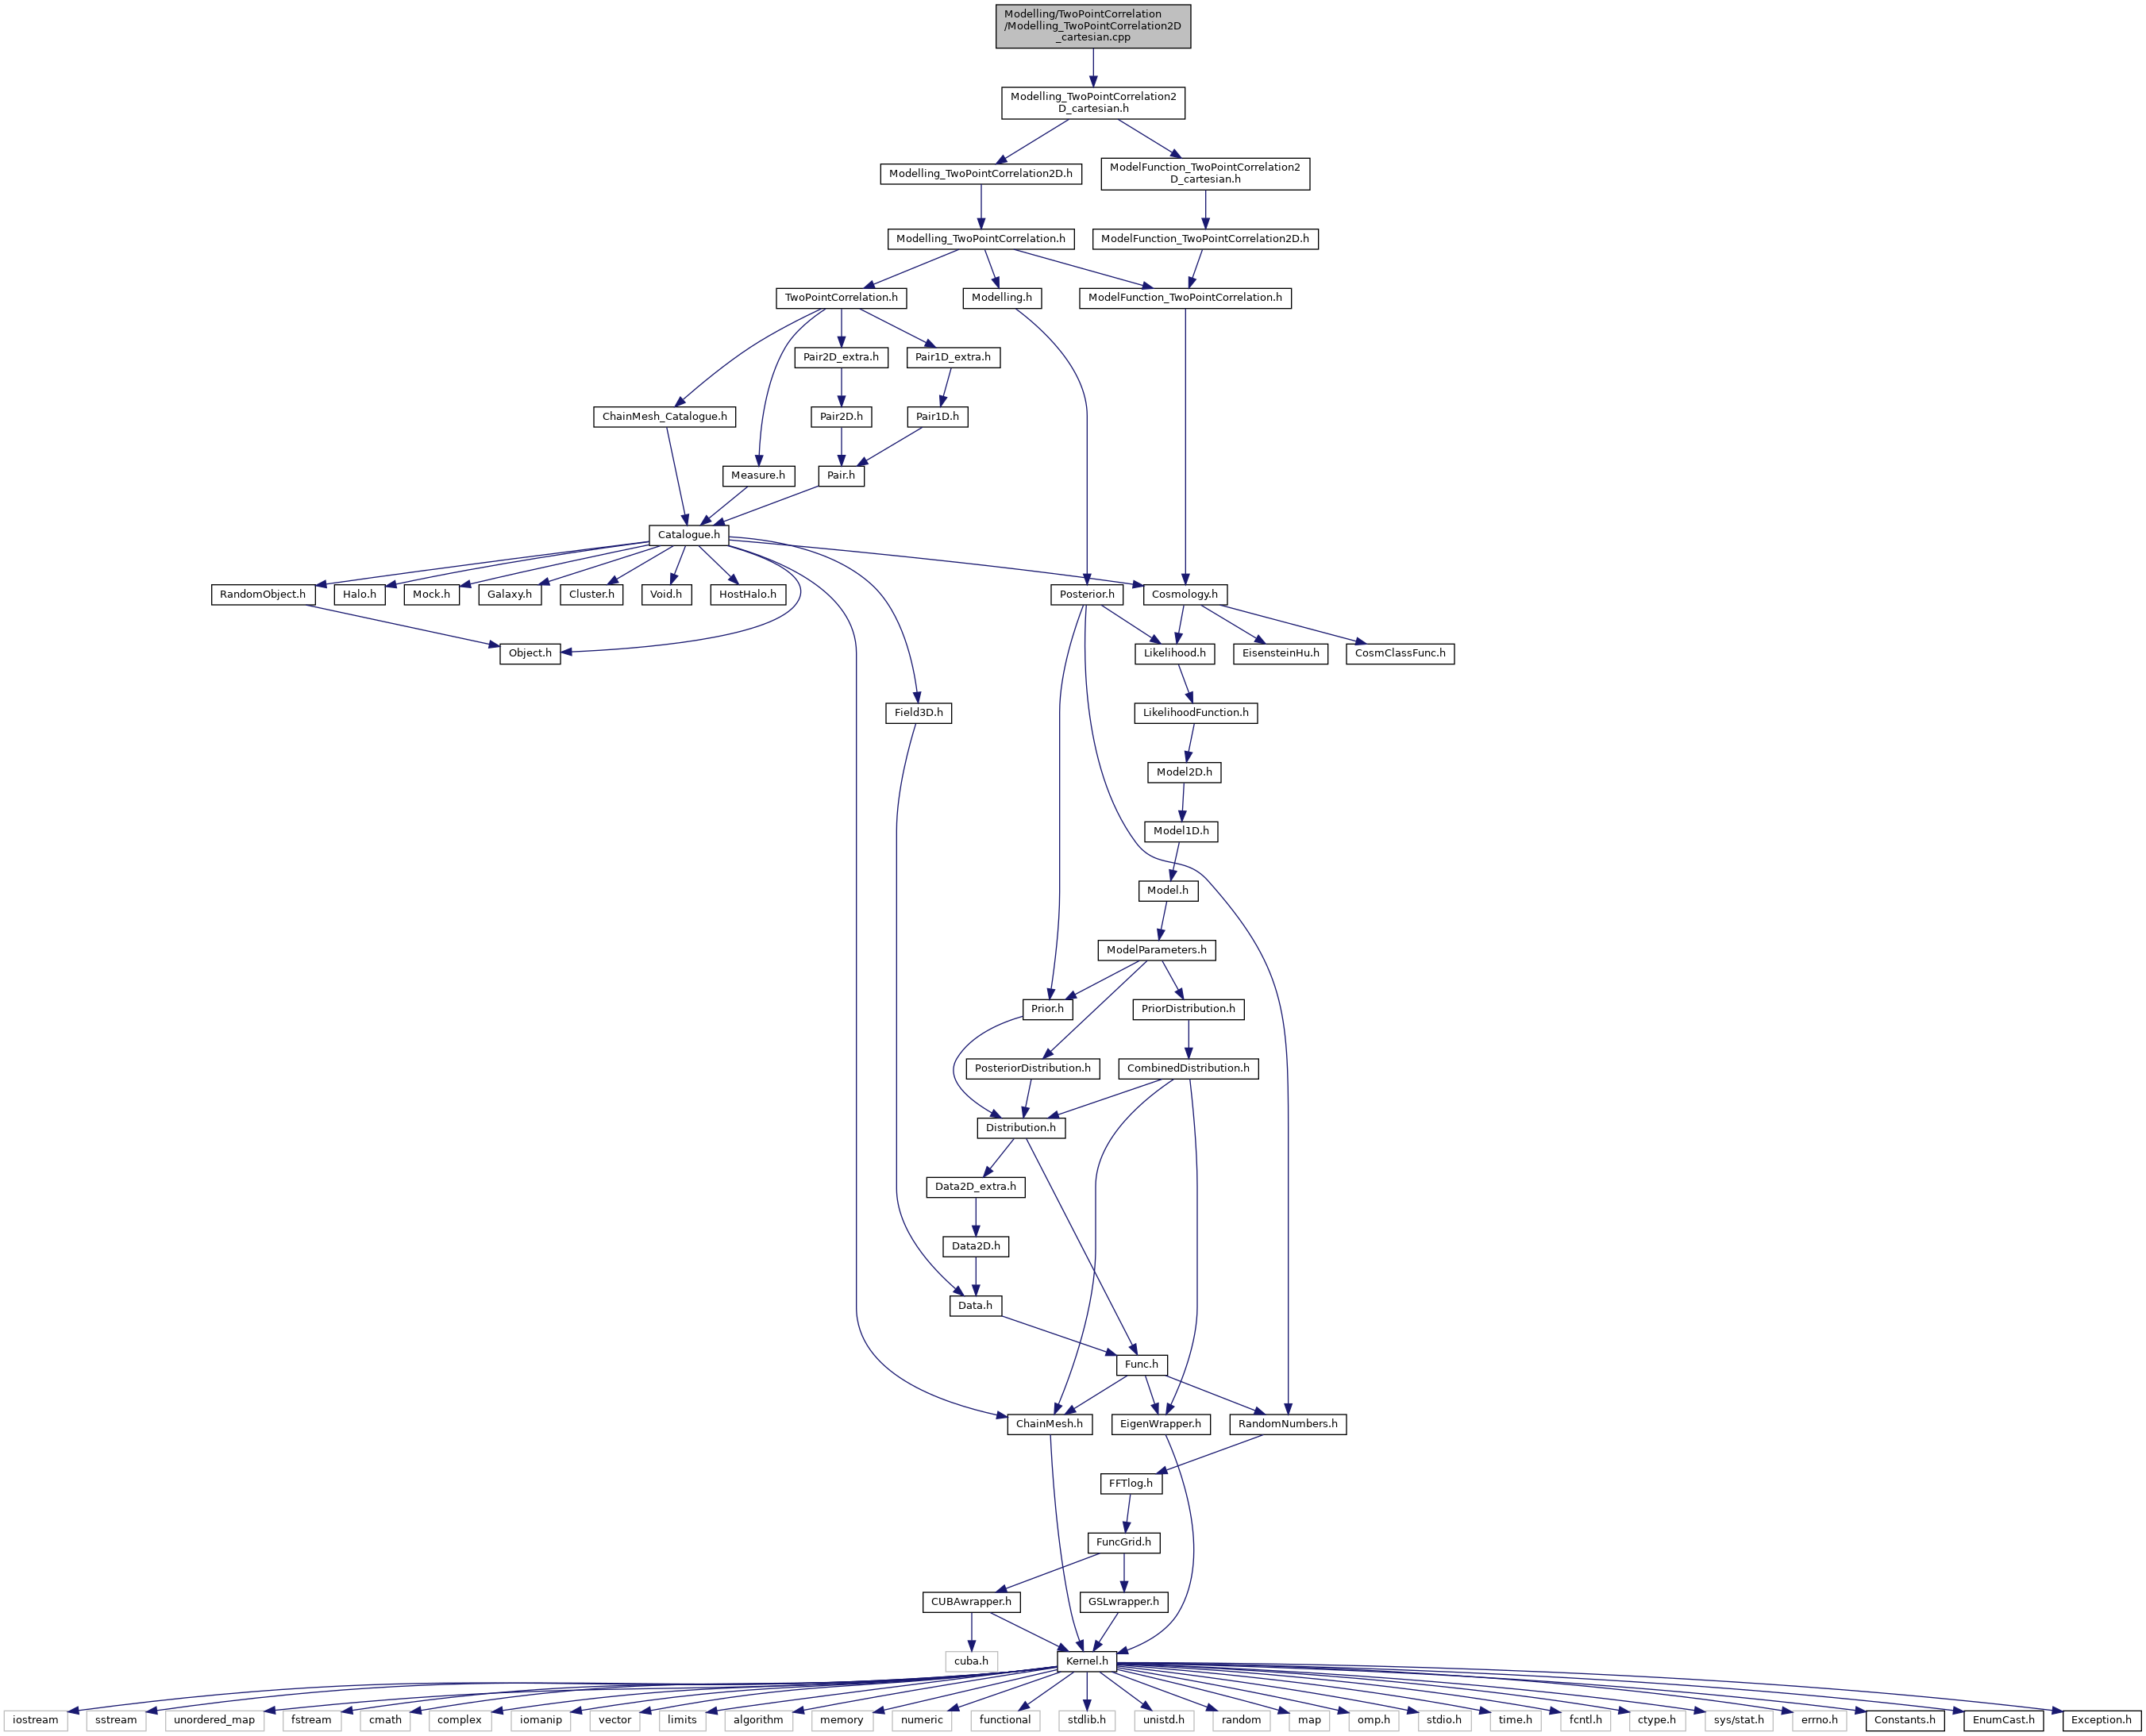 Modelling/TwoPointCorrelation
/Modelling_TwoPointCorrelation2D
_cartesian.cpp
Modelling_TwoPointCorrelation2
D_cartesian.h
Modelling_TwoPointCorrelation2D.h
ModelFunction_TwoPointCorrelation2
D_cartesian.h
Modelling_TwoPointCorrelation.h
ModelFunction_TwoPointCorrelation2D.h
TwoPointCorrelation.h
Modelling.h
ModelFunction_TwoPointCorrelation.h
Pair2D_extra.h
Pair1D_extra.h
ChainMesh_Catalogue.h
Pair2D.h
Pair1D.h
Measure.h
Pair.h
Catalogue.h
RandomObject.h
Halo.h
Mock.h
Galaxy.h
Cluster.h
Void.h
HostHalo.h
Posterior.h
Cosmology.h
Object.h
Likelihood.h
EisensteinHu.h
CosmClassFunc.h
Field3D.h
LikelihoodFunction.h
Model2D.h
Model1D.h
Model.h
ModelParameters.h
Prior.h
PriorDistribution.h
PosteriorDistribution.h
CombinedDistribution.h
Distribution.h
Data2D_extra.h
Data2D.h
Data.h
Func.h
ChainMesh.h
EigenWrapper.h
RandomNumbers.h
FFTlog.h
FuncGrid.h
CUBAwrapper.h
GSLwrapper.h
cuba.h
Kernel.h
iostream
sstream
unordered_map
fstream
cmath
complex
iomanip
vector
limits
algorithm
memory
numeric
functional
stdlib.h
unistd.h
random
map
omp.h
stdio.h
time.h
fcntl.h
ctype.h
sys/stat.h
errno.h
Constants.h
EnumCast.h
Exception.h